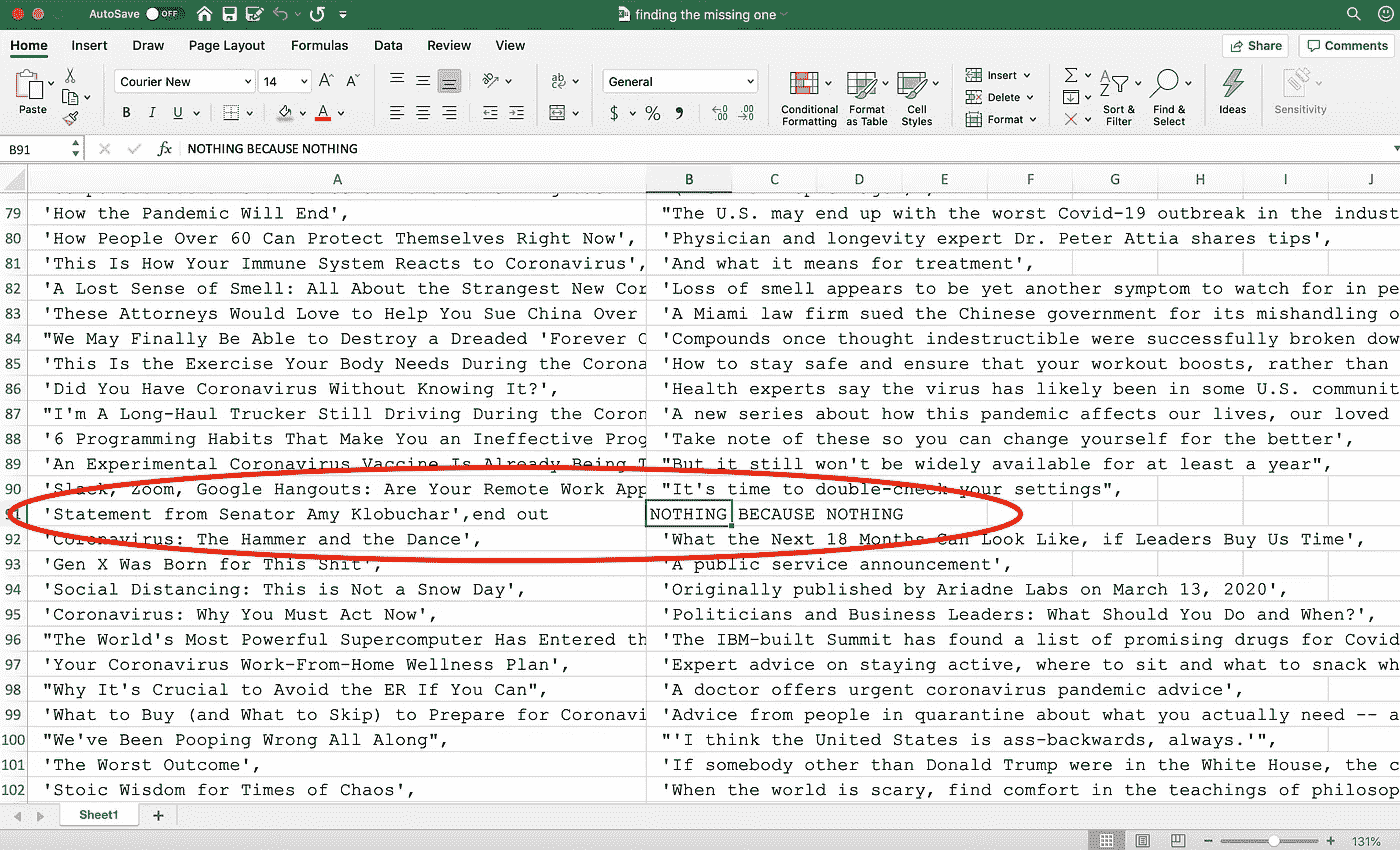 AutoSave OFF finding the missing one
Home Insert Draw Page Layout Formulas Data Review View Share Comments
Paste Courier New 14 General Conditional Formatting Format as Table Cell Styles Insert Delete Format Sort & Filter Find & Select Ideas Sensitivity
B91 fx NOTHING BECAUSE NOTHING
A B C D E F G H I J
79 'How the Pandemic Will End', "The U.S. may end up with the worst Covid-19 outbreak in the indust
80 'How People Over 60 Can Protect Themselves Right Now', 'Physician and longevity expert Dr. Peter Attia shares tips',
81 'This Is How Your Immune System Reacts to Coronavirus', 'And what it means for treatment',
82 'A Lost Sense of Smell: All About the Strangest New Cor 'Loss of smell appears to be yet another symptom to watch for in pe
83 'These Attorneys Would Love to Help You Sue China Over 'A Miami law firm sued the Chinese government for its mishandling o
84 "We May Finally Be Able to Destroy a Dreaded 'Forever C 'Compounds once thought indestructible were successfully broken dow
85 'This is the Exercise Your Body Needs During the Corona 'How to stay safe and ensure that your workout boosts, rather than
86 'Did You Have Coronavirus Without Knowing It?', 'Health experts say the virus has likely been in some U.S. communit
87 "I'm A Long-Haul Trucker Still Driving During the Coron 'A new series about how this pandemic affects our lives, our loved
88 '6 Programming Habits That Make You an Ineffective Prog 'Take note of these so you can change yourself for the better',
89 'An Experimental Coronavirus Vaccine Is Already Being T "But it still won't be widely available for at least a year",
90 'Slack, Zoom, Google Hangouts: Are Your Remote Work App "It's time to double-check your settings",
'Statement from Senator Amy Klobuchar',end out NOTHING BECAUSE NOTHING
92 'Coronavirus: The Hammer and the Dance', 'What the Next 18 Months Can Look Like, if Leaders Buy Us Time',
93 'Gen X Was Born for This Shit', 'A public service announcement',
94 'Social Distancing: This is Not a Snow Day', 'Originally published by Ariadne Labs on March 13, 2020',
95 'Coronavirus: Why You Must Act Now', 'Politicians and Business Leaders: What Should You Do and When?',
96 "The World's Most Powerful Supercomputer Has Entered th 'The IBM-built Summit has found a list of promising drugs for Covid
97 'Your Coronavirus Work-From-Home Wellness Plan', 'Expert advice on staying active, where to sit and what to snack wh
98 "Why It's Crucial to Avoid the ER If You Can", 'A doctor offers urgent coronavirus pandemic advice',
99 'What to Buy (and What to Skip) to Prepare for Coronavi 'Advice from people in quarantine about what you actually need -- a
100 "We've Been Pooping Wrong All Along", "'I think the United States is ass-backwards, always.'",
101 'The Worst Outcome', 'If somebody other than Donald Trump were in the White House, the c
102 'Stoic Wisdom for Times of Chaos', 'When the world is scary, find comfort in the teachings of philosop
Sheet1
131%